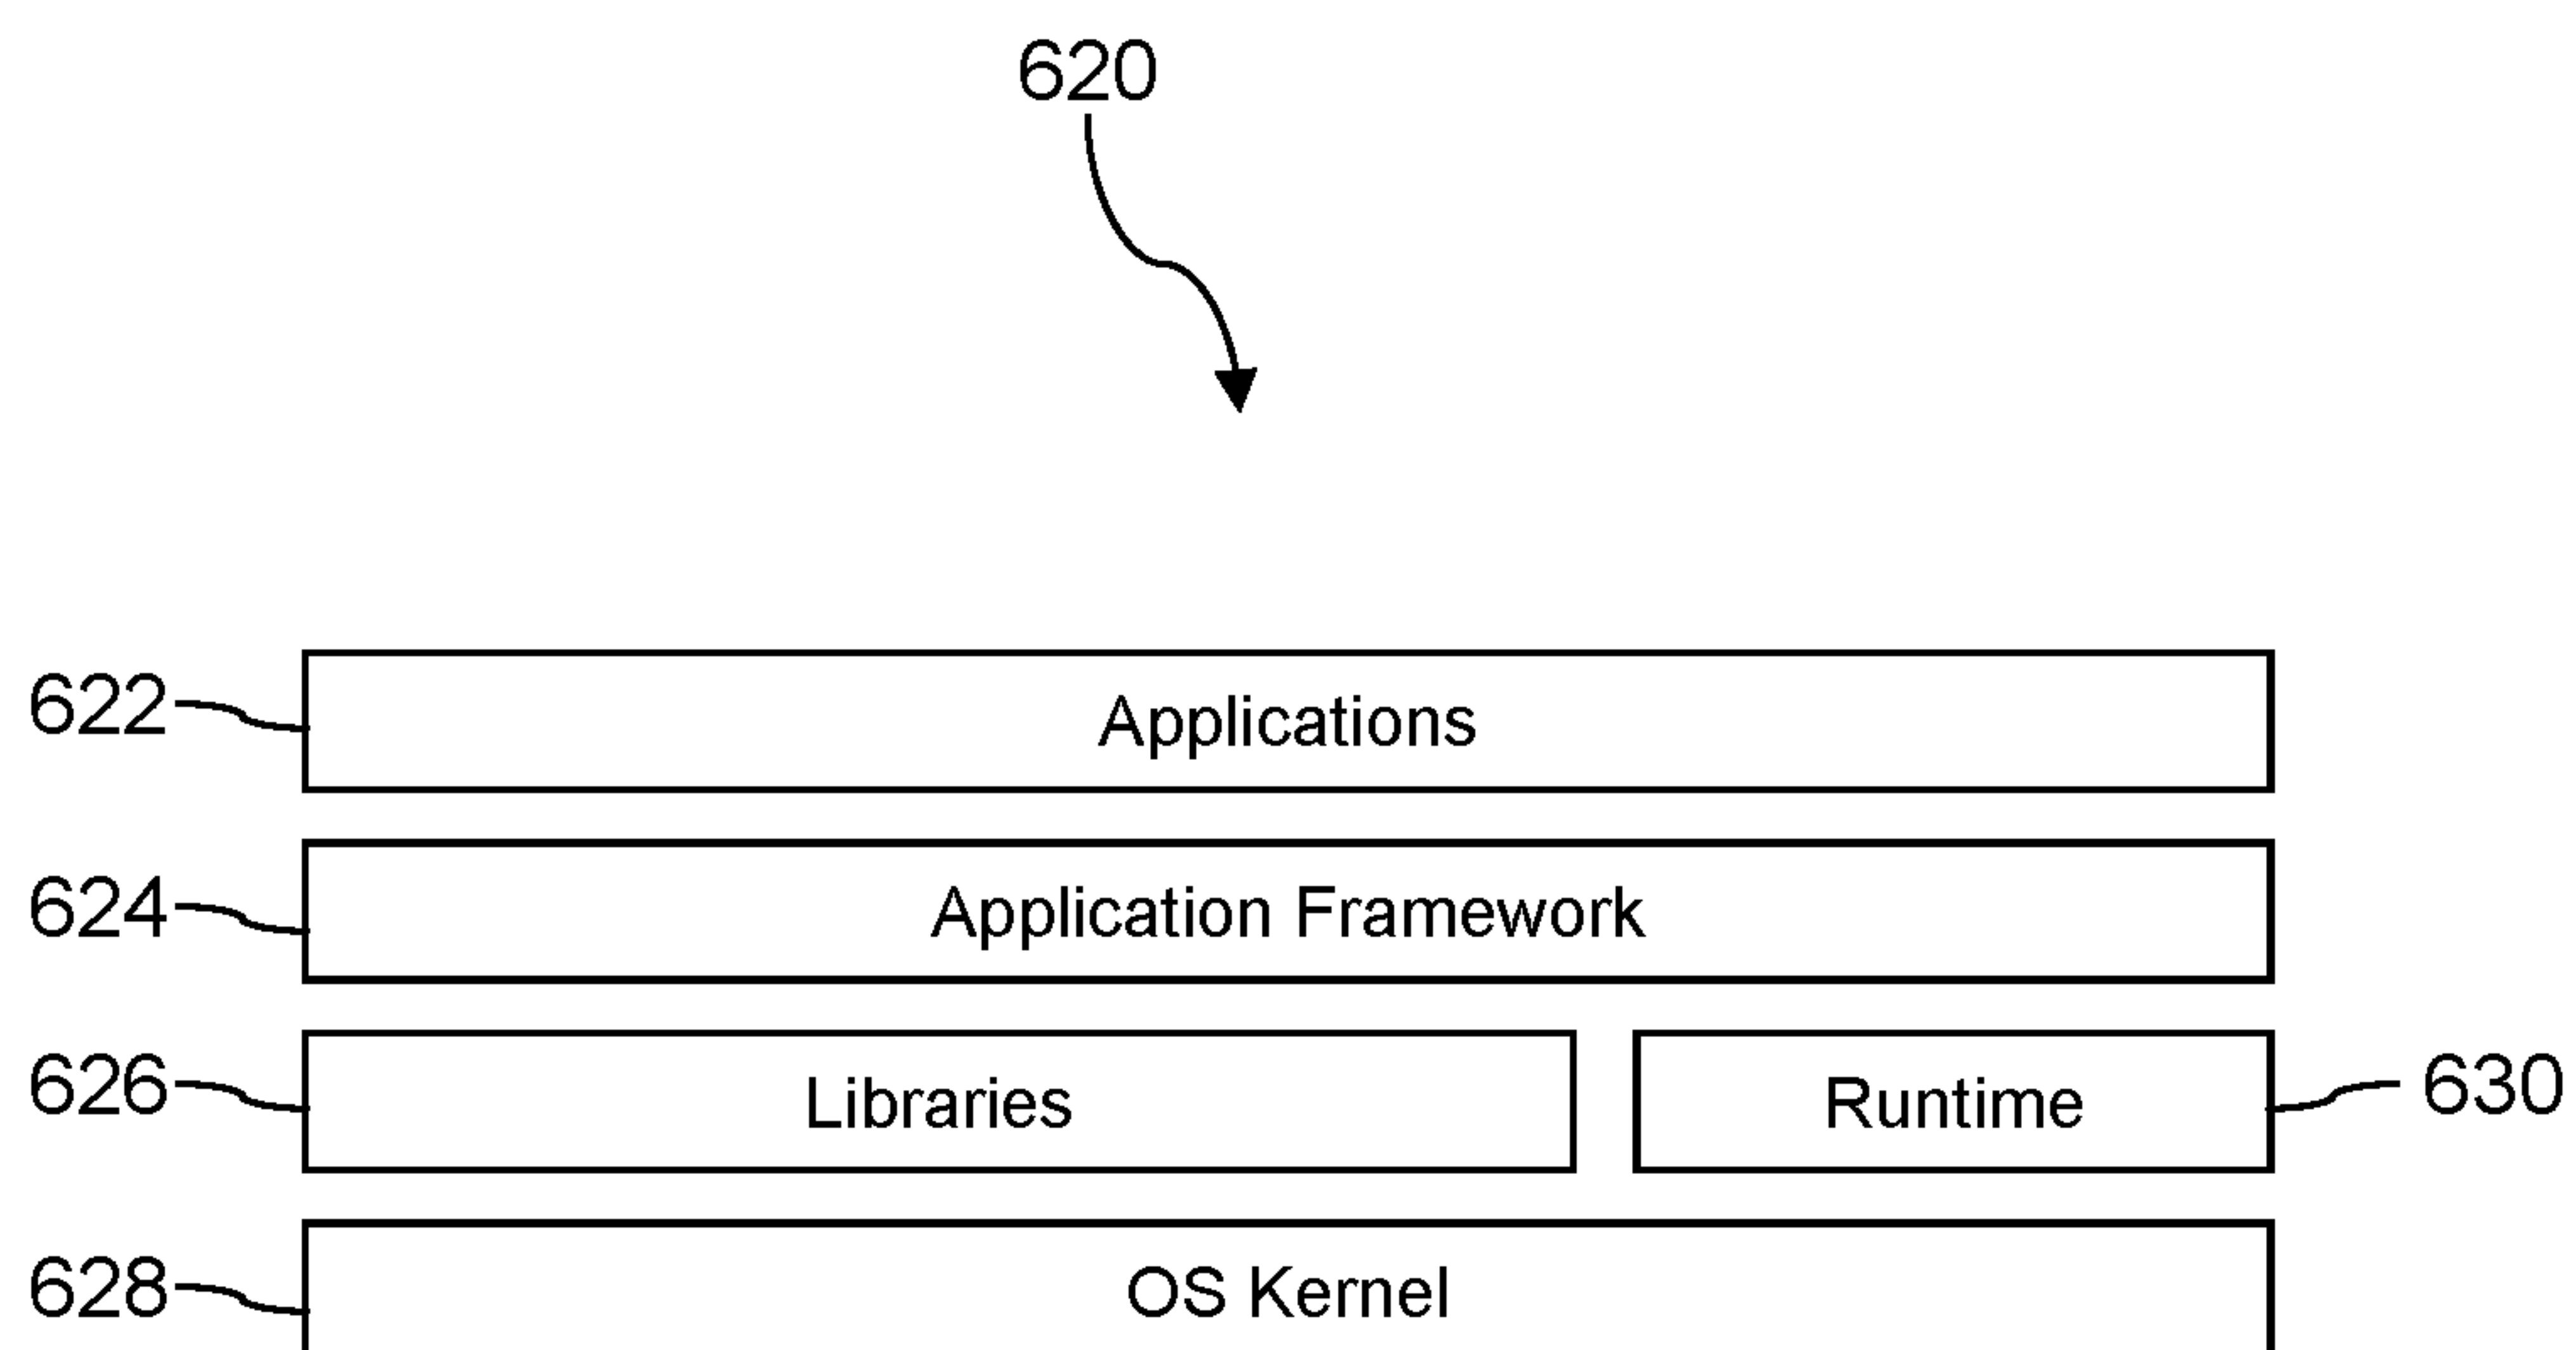 620
622 Applications
624 Application Framework
626 Libraries Runtime 630
628 OS Kernel